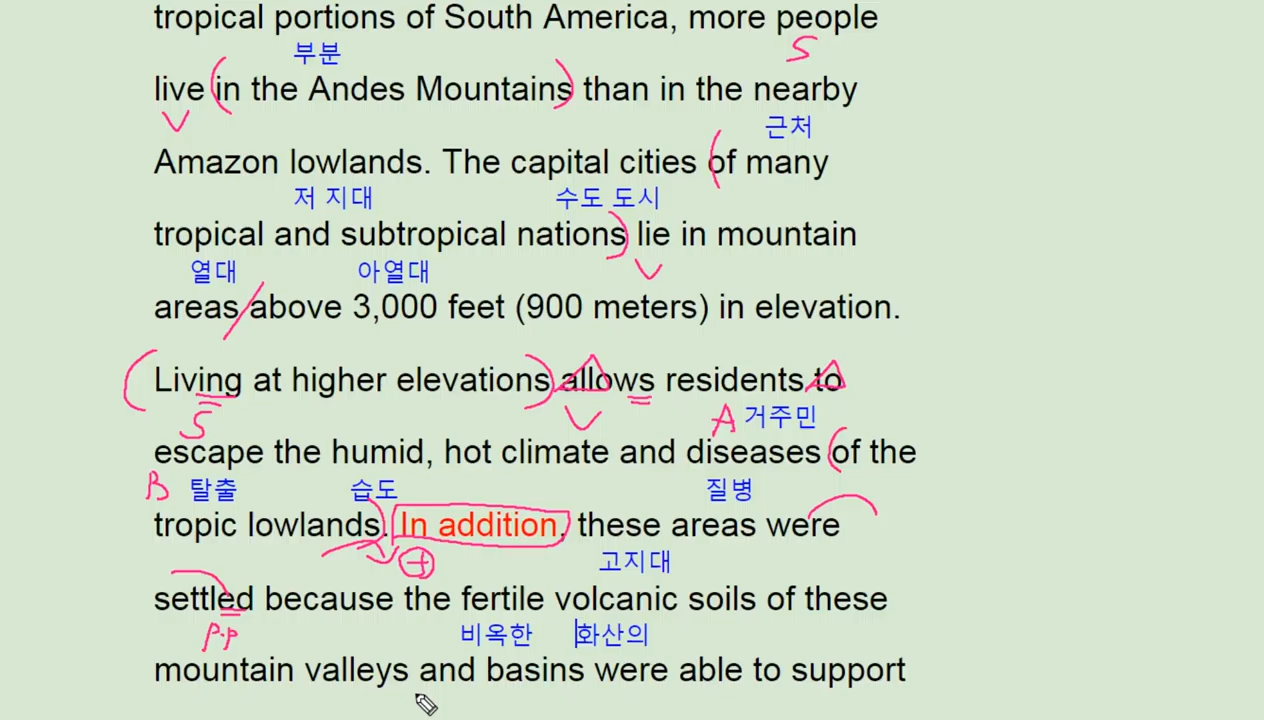 tropical portions of South America, more people
부분
S
live (in the Andes Mountains) than in the nearby
V
근처
Amazon lowlands. The capital cities (of many
저 지대 수도 도시
tropical and subtropical nations) lie in mountain
열대 아열대 V
areas/above 3,000 feet (900 meters) in elevation.
(Living at higher elevations) allows residents to
S V A 거주민
escape the humid, hot climate and diseases (of the
B 탈출 습도 질병
tropic lowlands). In addition, these areas were
+ 고지대
settled because the fertile volcanic soils of these
p.p 비옥한 화산의
mountain valleys and basins were able to support